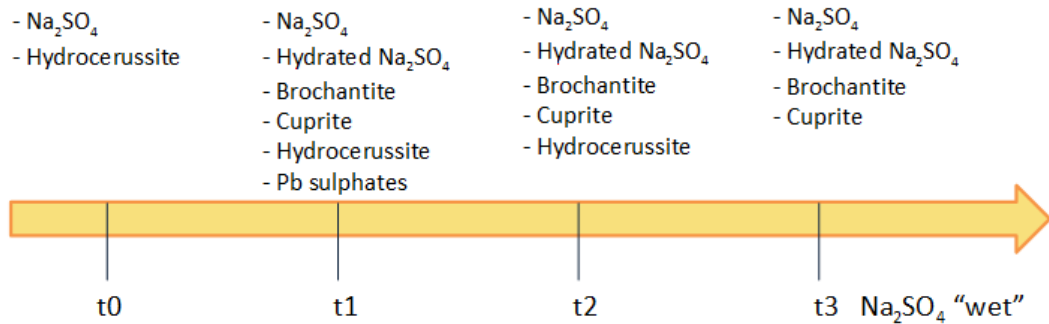 - Na₂SO₄
- Hydrocerussite
- Na₂SO₄
- Hydrated Na₂SO₄
- Brochantite
- Cuprite
- Hydrocerussite
- Pb sulphates
- Na₂SO₄
- Hydrated Na₂SO₄
- Brochantite
- Cuprite
- Hydrocerussite
- Na₂SO₄
- Hydrated Na₂SO₄
- Brochantite
- Cuprite
t0 t1 t2 t3 Na₂SO₄ “wet”